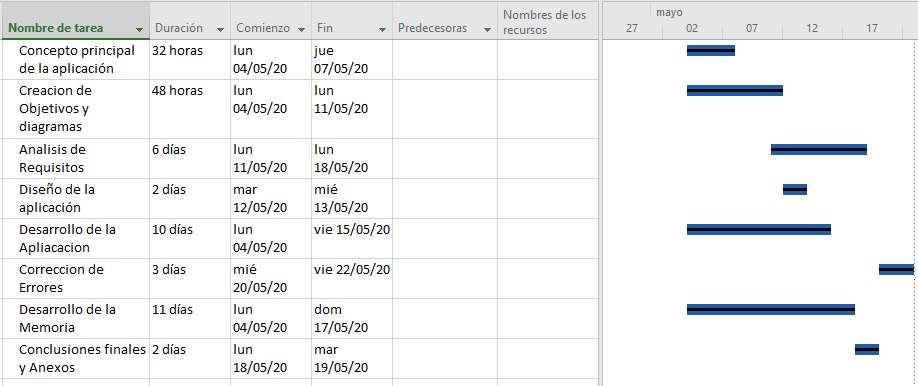 mayo
Nombre de tarea Duración Comienzo Fin Predecesoras Nombres de los recursos 27 02 07 12 17
Concepto principal 32 horas lun jue
de la aplicación 04/05/20 07/05/20
Creacion de 48 horas lun lun
Objetivos y 04/05/20 11/05/20
diagramas
Analisis de 6 días lun lun
Requisitos 11/05/20 18/05/20
Diseño de la 2 días mar mié
aplicación 12/05/20 13/05/20
Desarrollo de la 10 días lun vie 15/05/20
Apliacacion 04/05/20
Correccion de 3 días mié vie 22/05/20
Errores 20/05/20
Desarrollo de la 11 días lun dom
Memoria 04/05/20 17/05/20
Conclusiones finales 2 días lun mar
y Anexos 18/05/20 19/05/20